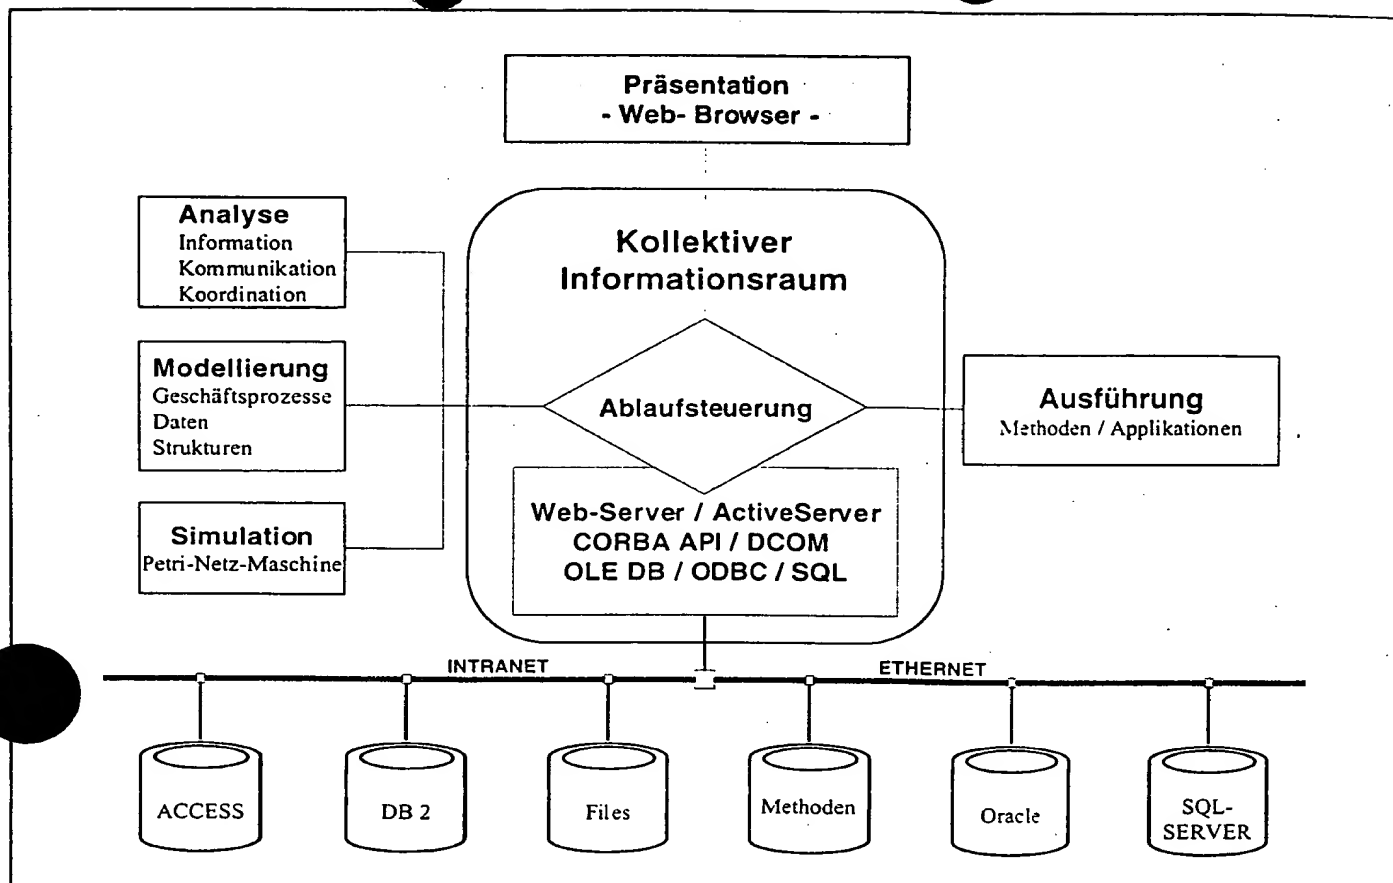 Präsentation
- Web- Browser -
Analyse
Information
Kommunikation
Koordination
Kollektiver
Informationsraum
Modellierung
Geschäftsprozesse
Daten
Strukturen
Ablaufsteuerung
Ausführung
Methoden / Applikationen
Simulation
Petri-Netz-Maschine
Web-Server / ActiveServer
CORBA API / DCOM
OLE DB / ODBC / SQL
INTRANET
ETHERNET
ACCESS
DB 2
Files
Methoden
Oracle
SQL-
SERVER